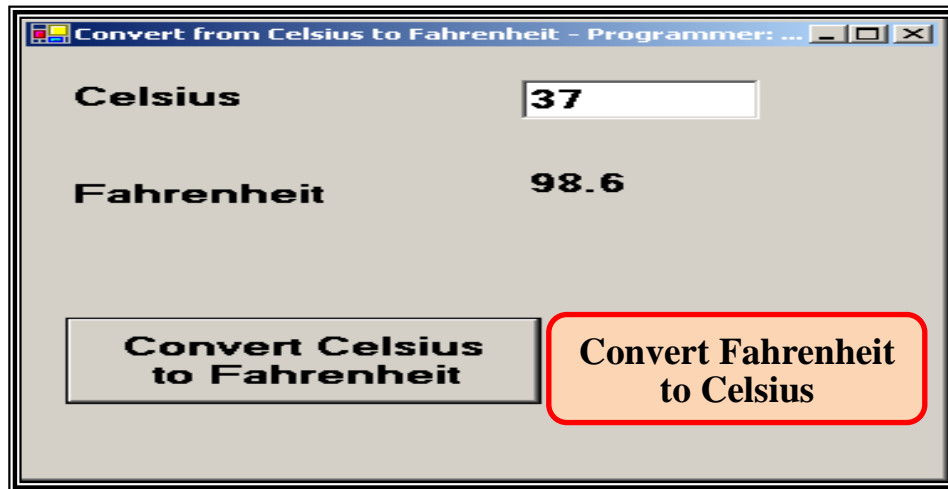 Convert from Celsius to Fahrenheit - Programmer: ...
Celsius
37
Fahrenheit
98.6
Convert Celsius
to Fahrenheit
Convert Fahrenheit
to Celsius